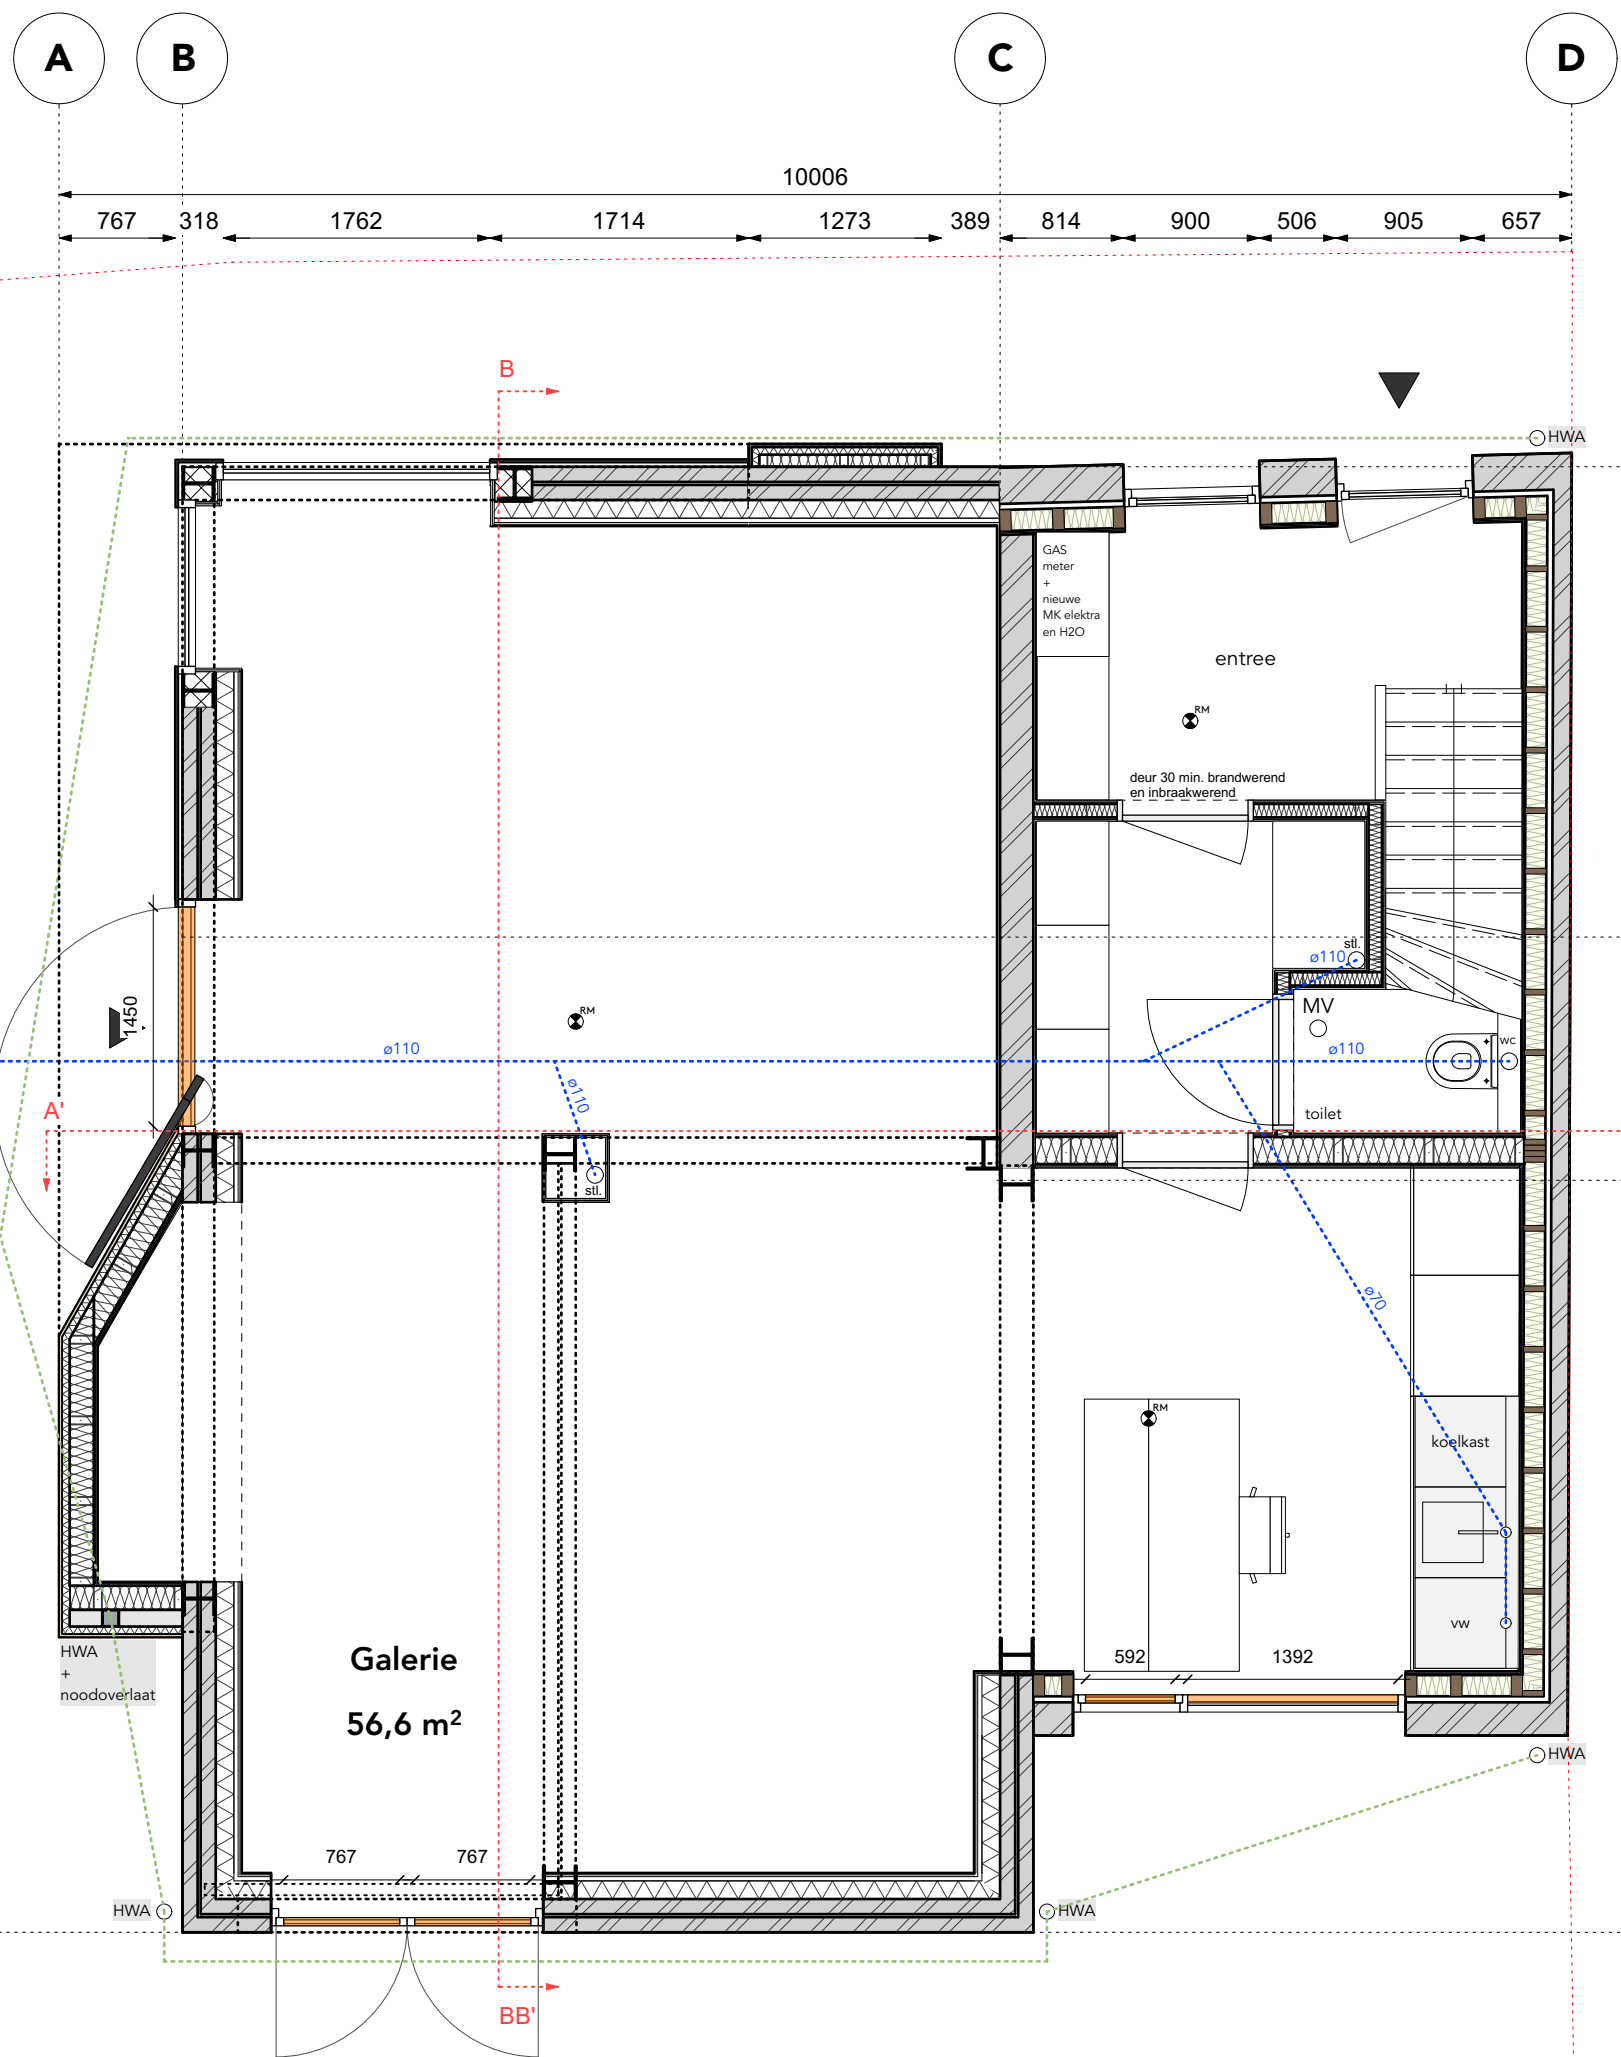 A B C D
10006
767 318 1762 1714 1273 389 814 900 506 905 657
B
HWA
GAS
meter
+
nieuwe
MK elektra
en H2O
entree
RM
deur 30 min. brandwerend
en inbraakwerend
stl.
ø110
MV
1450
RM
ø110
ø110
wc
ø110
A'
toilet
stl.
ø70
RM
koelkast
vw
592 1392
HWA
+
noodoverlaat
Galerie
56,6 m²
HWA
767 767
HWA
HWA
BB'